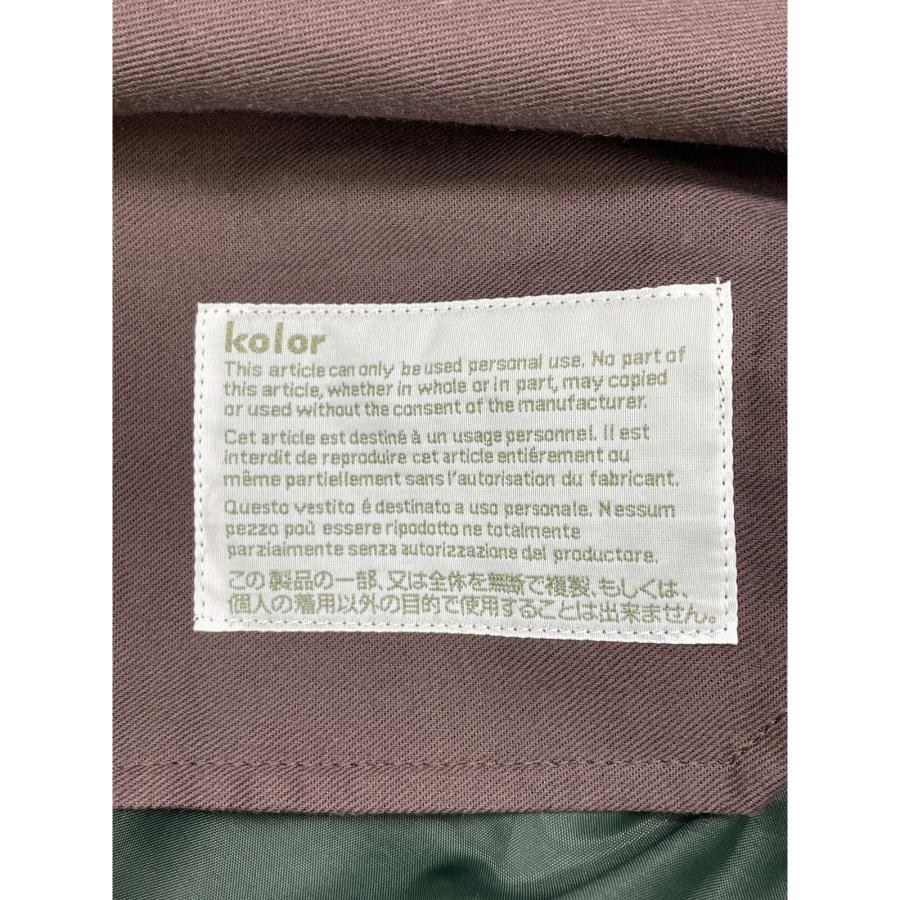 kolor
This article can only be used personal use. No part of
this article, whether in whole or in part, may copied
or used without the consent of the manufacturer.
Cet article est destiné à un usage personnel. Il est
interdit de reproduire cet article entiérement ou
même partiellement sans l'autorisation du fabricant.
Questo vestito é destinato a uso personale. Nessum
pezzo poù essere ripodotto ne totalmente
parziaimente senza autorizzazione del productore.
この製品の一部、又は全体を無断で複製、もしくは、
個人の着用以外の目的で使用することは出来ません。